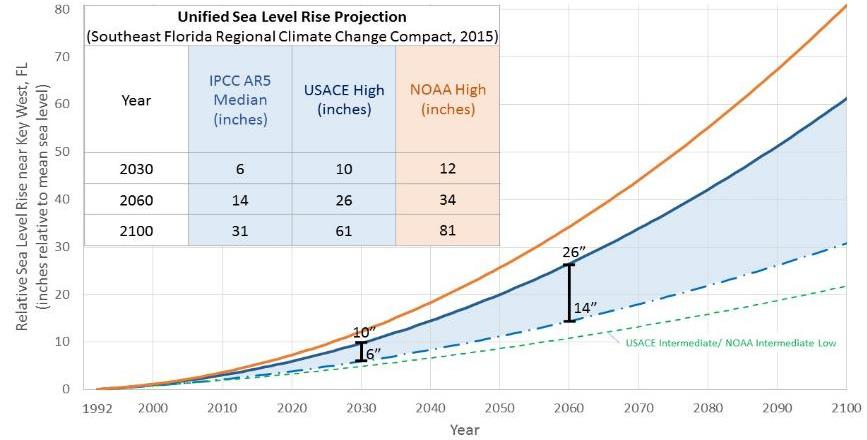 Unified Sea Level Rise Projection
(Southeast Florida Regional Climate Change Compact, 2015)
Year
IPCC AR5
Median
(inches)
USACE High
(inches)
NOAA High
(inches)
2030 6 10 12
2060 14 26 34
2100 31 61 81
Relative Sea Level Rise near Key West, FL
(inches relative to mean sea level)
80
70
60
50
40
30
20
10
0
26”
14”
10”
6”
USACE Intermediate/ NOAA Intermediate Low
1992 2000 2010 2020 2030 2040 2050 2060 2070 2080 2090 2100
Year